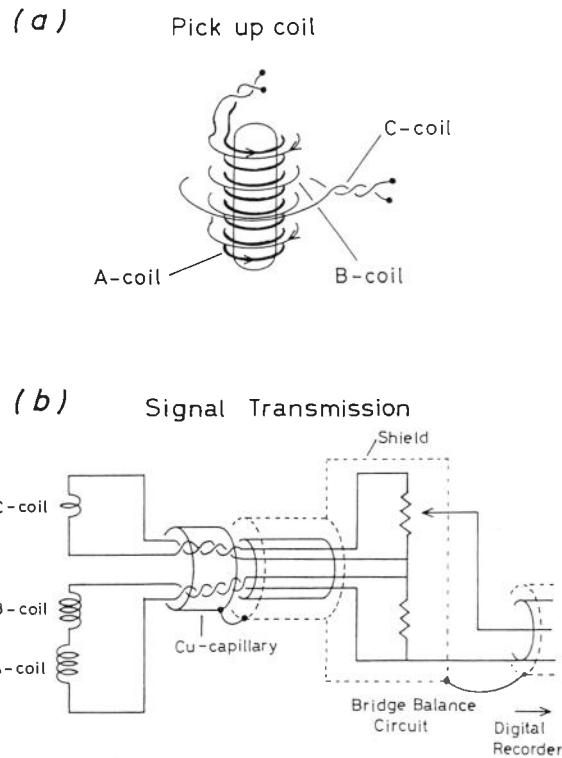 (a)
Pick up coil
C-coil
A-coil
B-coil
(b)
Signal Transmission
Shield
C-coil
B-coil
-coil
Cu-capillary
Bridge Balance
Circuit
Digital
Recorder